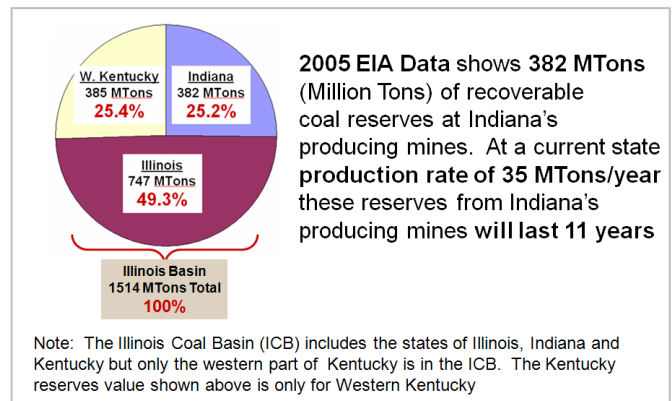 W. Kentucky
385 MTons
25.4%
Indiana
382 MTons
25.2%
Illinois
747 MTons
49.3%
Illinois Basin
1514 MTons Total
100%
2005 EIA Data shows 382 MTons
(Million Tons) of recoverable
coal reserves at Indiana's
producing mines. At a current state
production rate of 35 MTons/year
these reserves from Indiana's
producing mines will last 11 years
Note: The Illinois Coal Basin (ICB) includes the states of Illinois, Indiana and
Kentucky but only the western part of Kentucky is in the ICB. The Kentucky
reserves value shown above is only for Western Kentucky